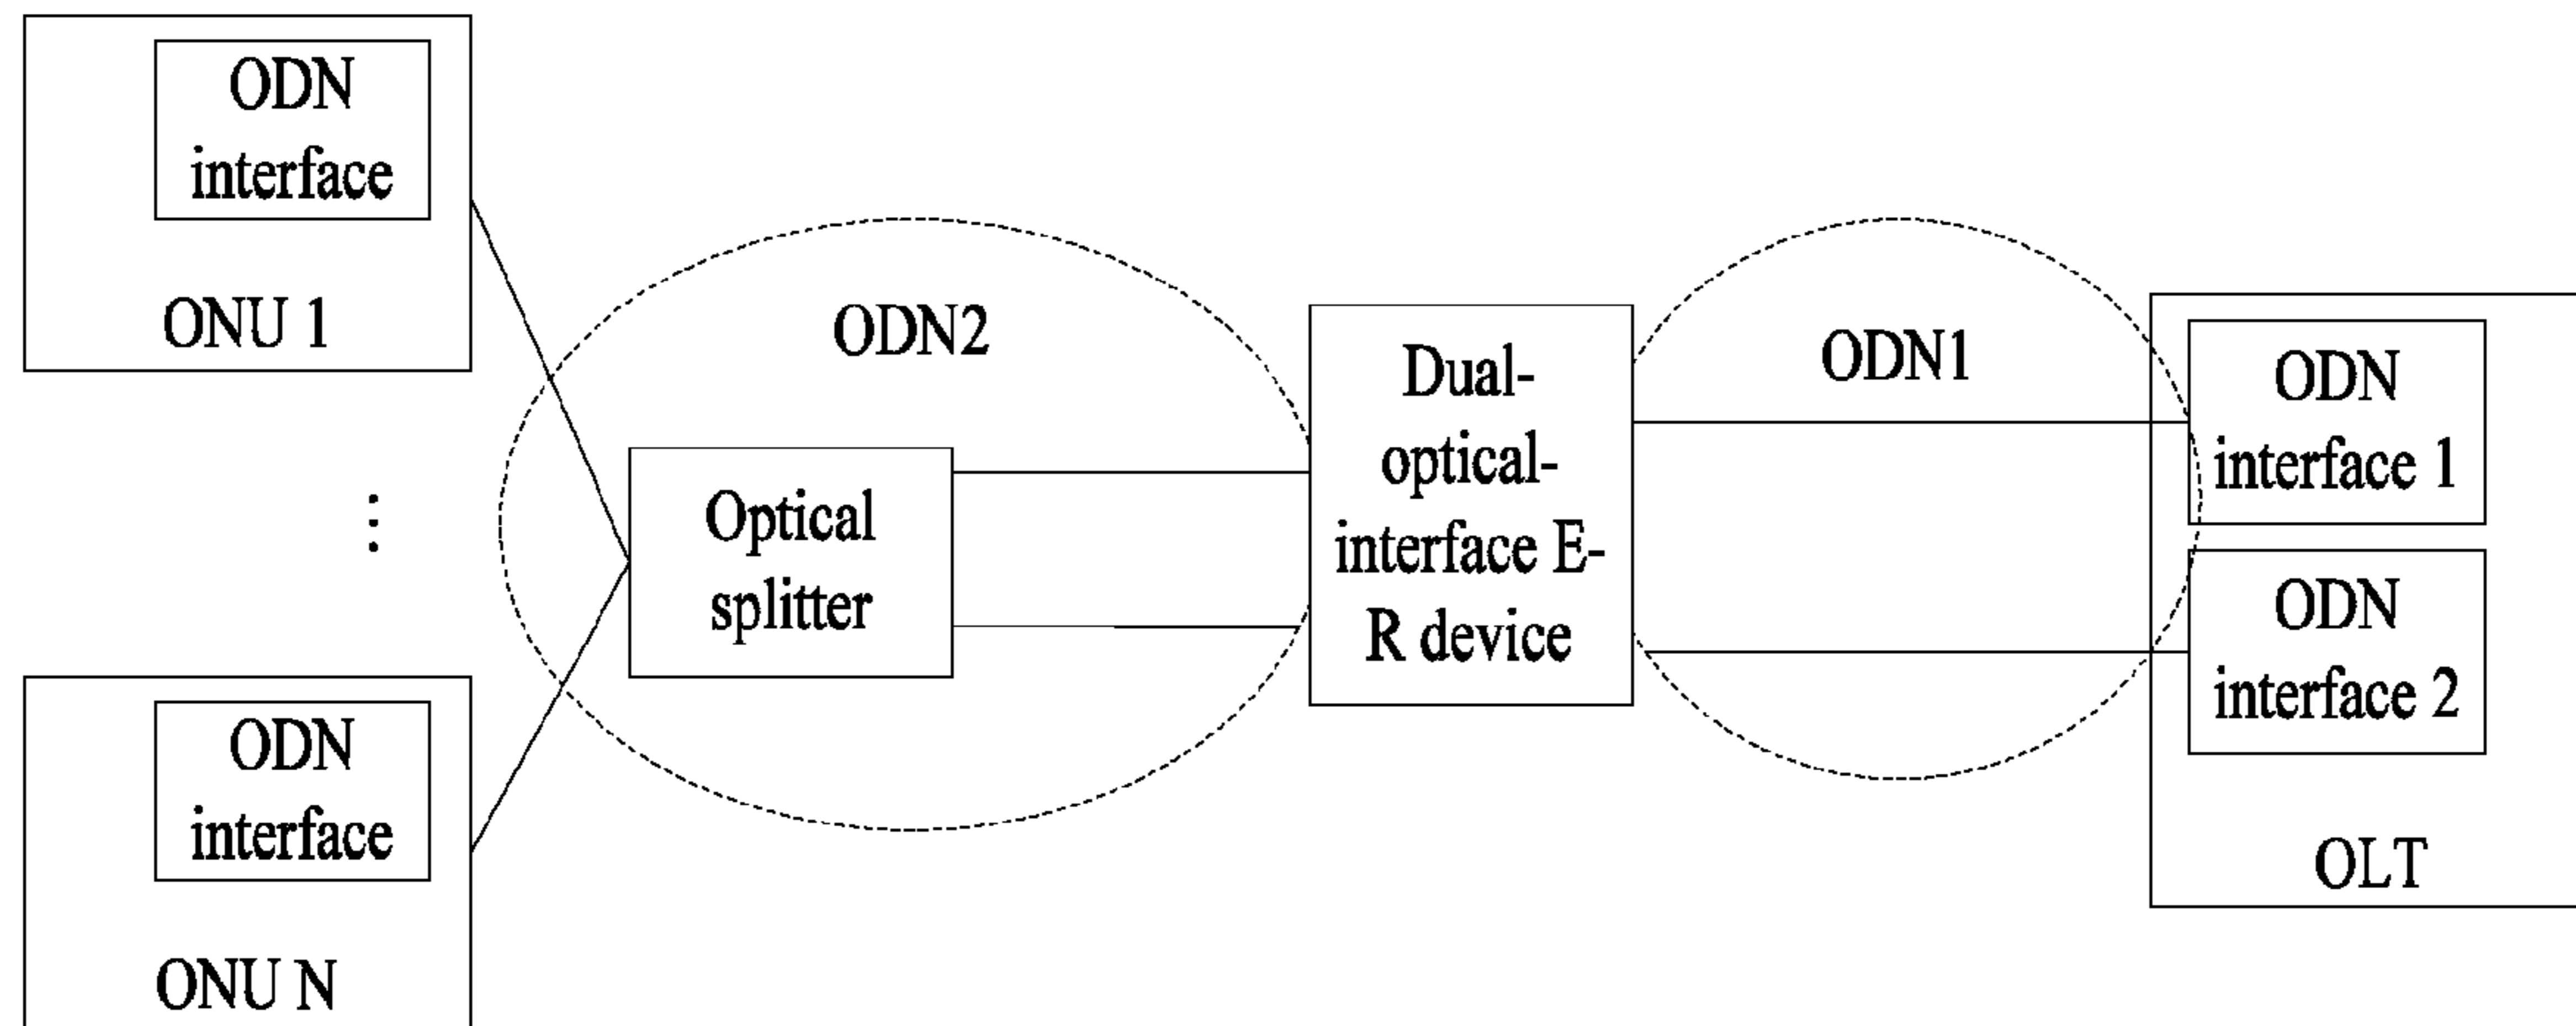 ODN
interface
ONU 1
ODN
interface
ONU N
ODN2
Optical
splitter
Dual-
optical-
interface E-
R device
ODN1
ODN
interface 1
ODN
interface 2
OLT